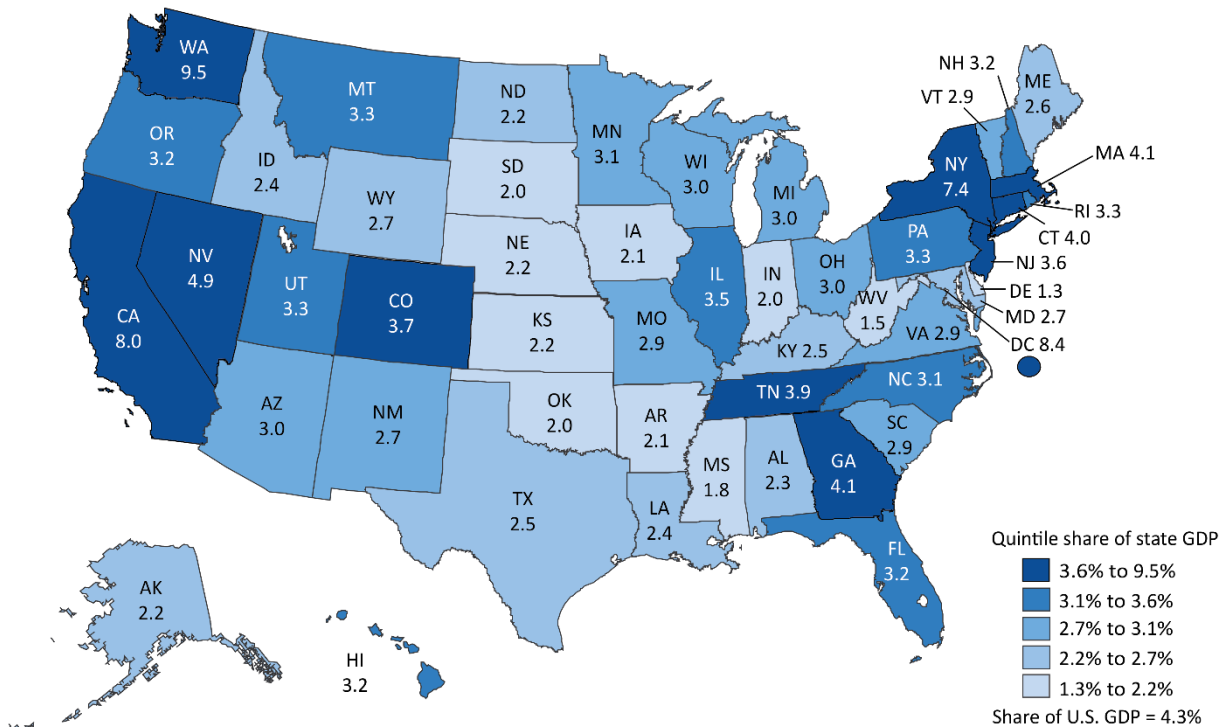 WA
9.5
MT
3.3
ND
2.2
MN
3.1
NH 3.2
VT 2.9
ME
2.6
OR
3.2
ID
2.4
SD
2.0
WI
3.0
MI
3.0
NY
7.4
MA 4.1
RI 3.3
CT 4.0
WY
2.7
NE
2.2
IA
2.1
PA
3.3
NJ 3.6
NV
4.9
UT
3.3
CO
3.7
IL
3.5
IN
2.0
OH
3.0
DE 1.3
MD 2.7
WV
1.5
DC 8.4
CA
8.0
KS
2.2
MO
2.9
KY 2.5
VA 2.9
TN 3.9
NC 3.1
AZ
3.0
NM
2.7
OK
2.0
AR
2.1
SC
2.9
MS
1.8
AL
2.3
GA
4.1
TX
2.5
LA
2.4
FL
3.2
AK
2.2
HI
3.2
Quintile share of state GDP
3.6% to 9.5%
3.1% to 3.6%
2.7% to 3.1%
2.2% to 2.7%
1.3% to 2.2%
Share of U.S. GDP = 4.3%